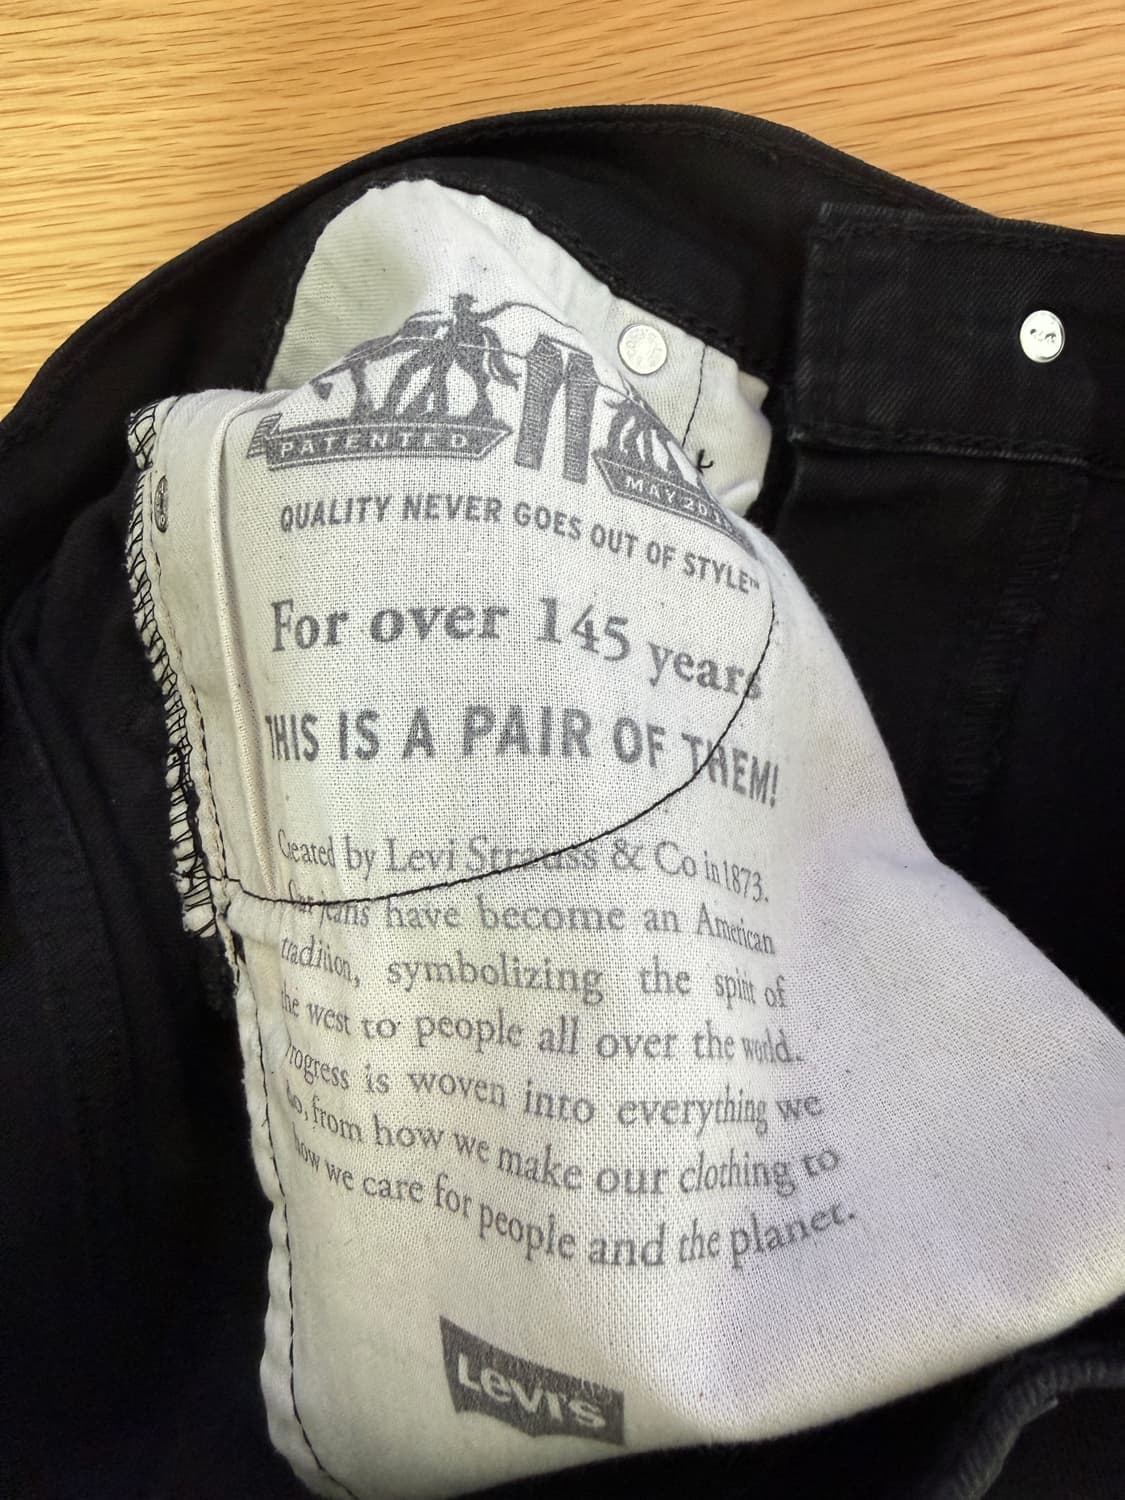 PATENTED
MAY 20
QUALITY NEVER GOES OUT OF STYLE™
For over 145 years
THIS IS A PAIR OF THEM!
Created by Levi Strauss & Co in 1873.
Our jeans have become an American
tradition, symbolizing the spirit of
the west to people all over the world.
Progress is woven into everything we
do, from how we make our clothing to
how we care for people and the planet.
Levi's